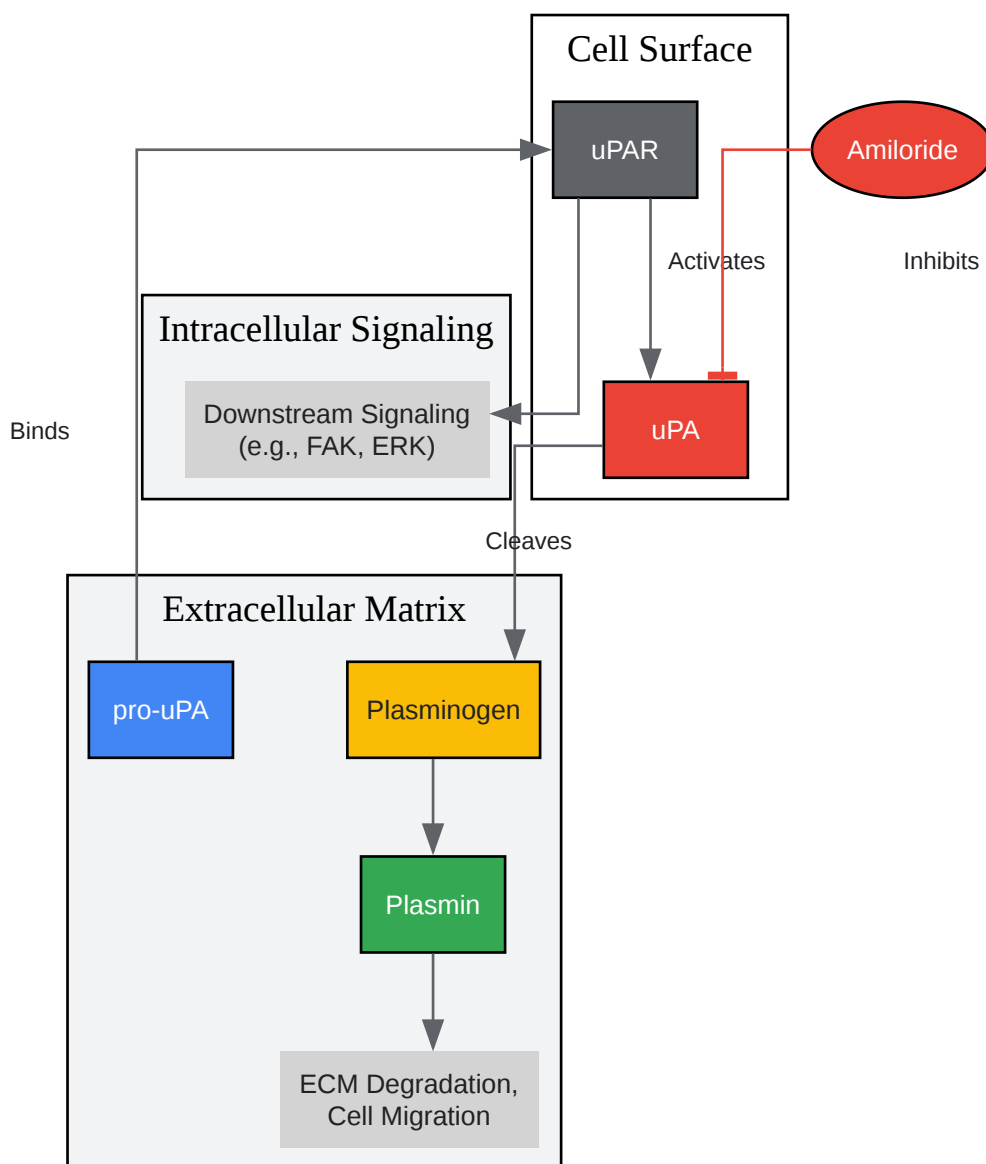 Cell Surface
uPAR
Amiloride
Activates
Inhibits
Intracellular Signaling
Downstream Signaling
(e.g., FAK, ERK)
uPA
Binds
Cleaves
Extracellular Matrix
pro-uPA
Plasminogen
Plasmin
ECM Degradation,
Cell Migration